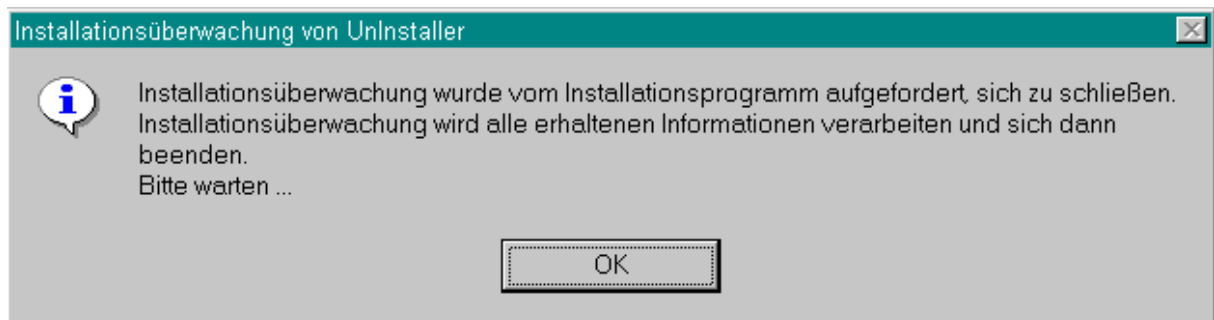 Installationsüberwachung von UnInstaller
Installationsüberwachung wurde vom Installationsprogramm aufgefordert, sich zu schließen.
Installationsüberwachung wird alle erhaltenen Informationen verarbeiten und sich dann
beenden.
Bitte warten ...
OK